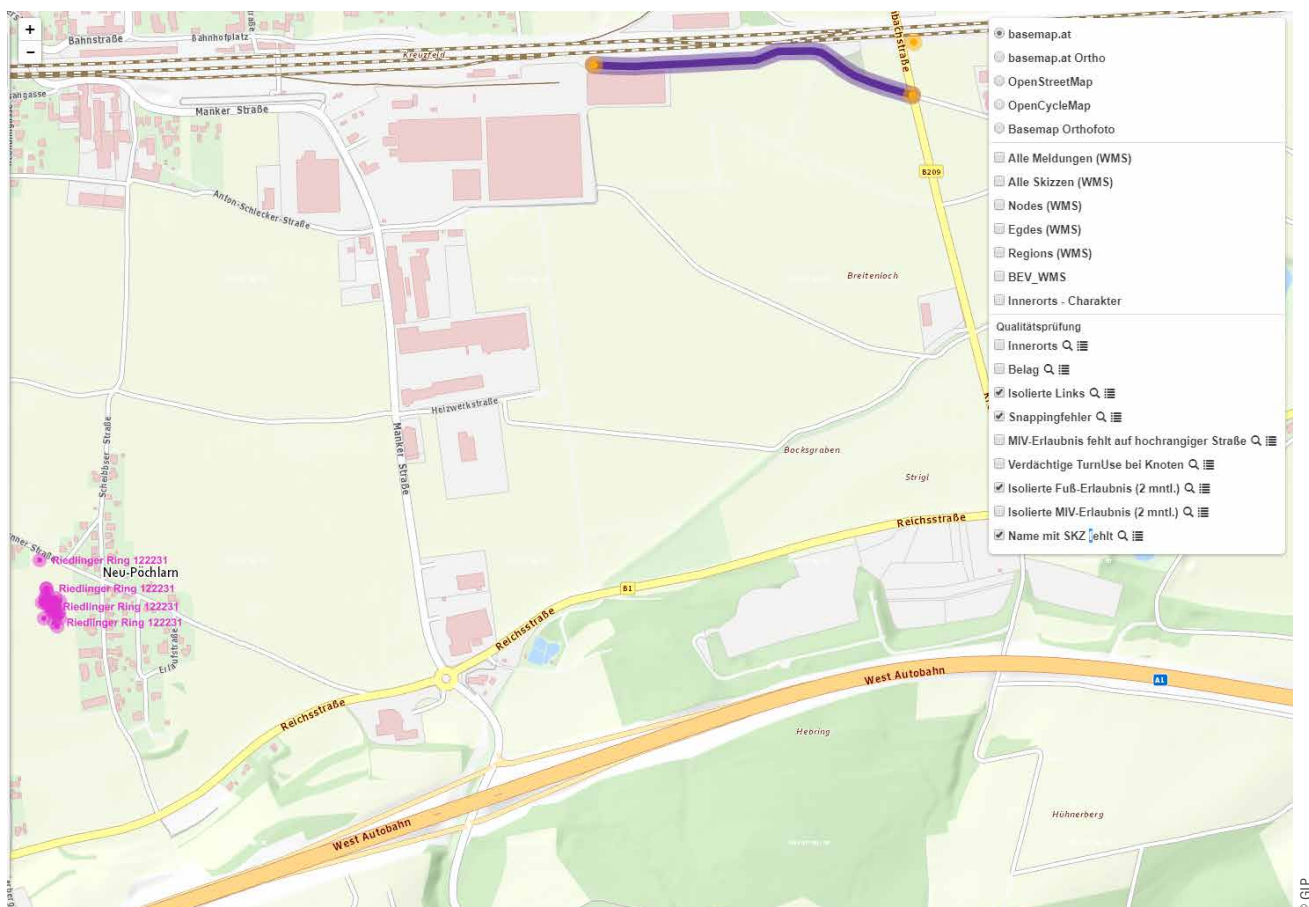 +
−
Bahnstraße
Bahnhofplatz
Kreuzfeld
Manker Straße
Anton-Schlecker-Straße
B209
Breitenloch
Heizwerkstraße
Manker Straße
Scheibbser Straße
Bocksgraben
Strigl
Reichsstraße
Riedlinger Ring 122231
Neu-Pöchlarn
Riedlinger Ring 122231
Riedlinger Ring 122231
Riedlinger Ring 122231
B1
Reichsstraße
Reichsstraße
West Autobahn
A1
Hebring
Hühnerberg
West Autobahn
basemap.at
basemap.at Ortho
OpenStreetMap
OpenCycleMap
Basemap Orthofoto
Alle Meldungen (WMS)
Alle Skizzen (WMS)
Nodes (WMS)
Egdes (WMS)
Regions (WMS)
BEV_WMS
Innerorts - Charakter
Qualitätsprüfung
Innerorts
Belag
Isolierte Links
Snappingfehler
MIV-Erlaubnis fehlt auf hochrangiger Straße
Verdächtige TurnUse bei Knoten
Isolierte Fuß-Erlaubnis (2 mntl.)
Isolierte MIV-Erlaubnis (2 mntl.)
Name mit SKZ fehlt
© GIP